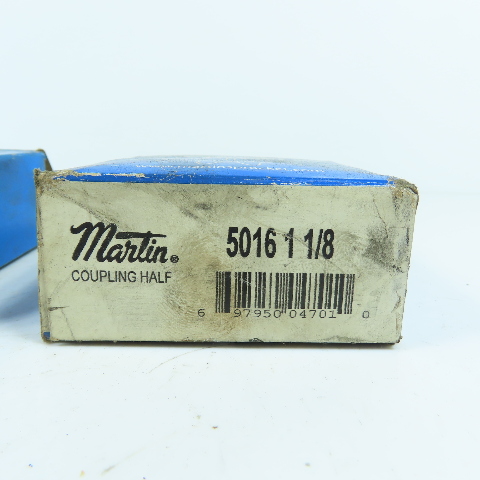 Martin®
5016 1 1/8
COUPLING HALF
6 97950 04701 0